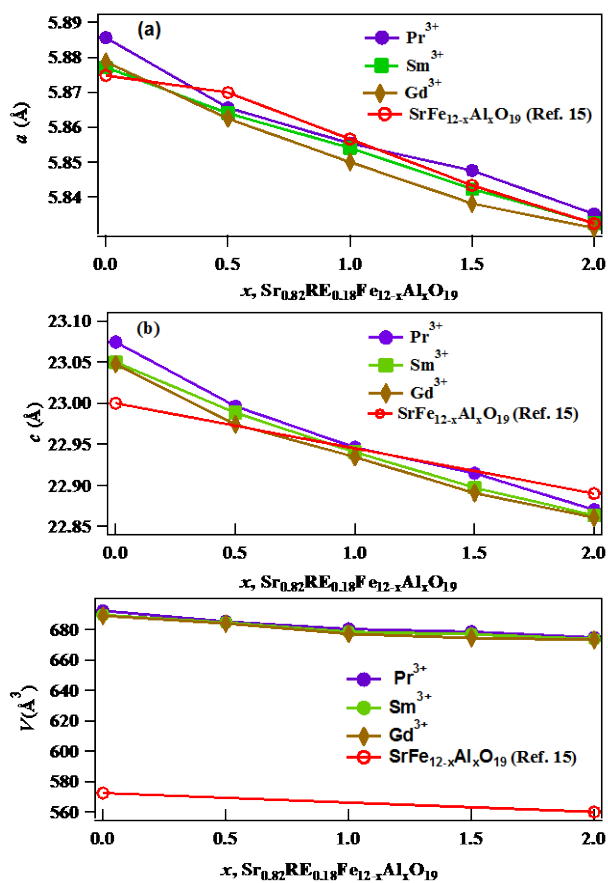 5.89
5.88
5.87
5.86
5.85
5.84
a (Å)
(a)
Pr³⁺
Sm³⁺
Gd³⁺
SrFe₁₂₋ₓAlₓO₁₉ (Ref. 15)
0.0 0.5 1.0 1.5 2.0
x, Sr₀.₈₂RE₀.₁₈Fe₁₂₋ₓAlₓO₁₉
23.10
23.05
23.00
22.95
22.90
22.85
c (Å)
(b)
Pr³⁺
Sm³⁺
Gd³⁺
SrFe₁₂₋ₓAlₓO₁₉ (Ref. 15)
0.0 0.5 1.0 1.5 2.0
x, Sr₀.₈₂RE₀.₁₈Fe₁₂₋ₓAlₓO₁₉
680
660
640
620
600
580
560
V(Å³)
Pr³⁺
Sm³⁺
Gd³⁺
SrFe₁₂₋ₓAlₓO₁₉ (Ref. 15)
0.0 0.5 1.0 1.5 2.0
x, Sr₀.₈₂RE₀.₁₈Fe₁₂₋ₓAlₓO₁₉